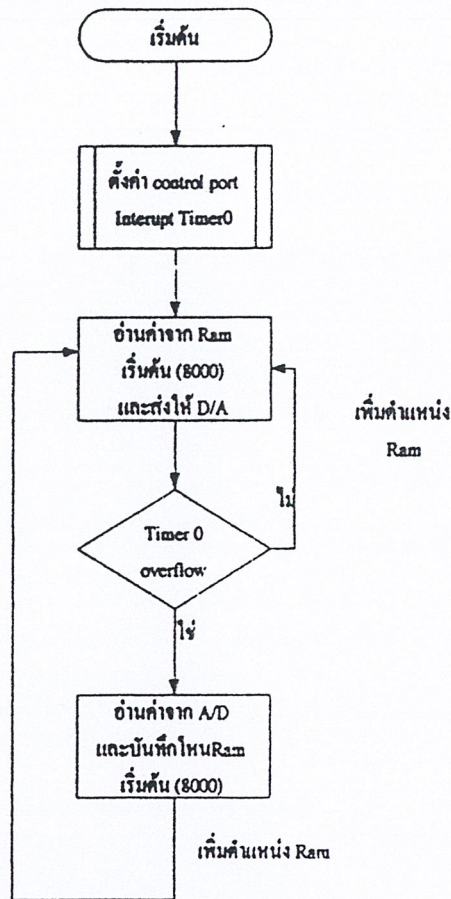 เริ่มต้น
ตั้งค่า control port
Interupt Timer0
อ่านค่าจาก Ram
เริ่นต้น (8000)
และส่งให้ D/A
เพิ่มตำแหน่ง
Ram
ไม่
Timer 0
overflow
ใช่
อ่านค่าจาก A/D
และบันทึกใหนRam
เริ่มต้น (8000)
เพิ่มตำแหน่ง Ram